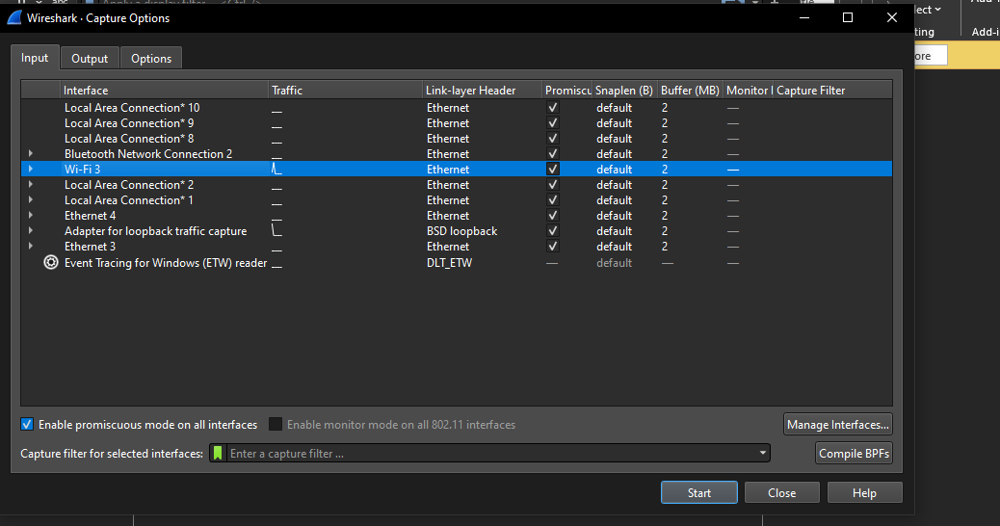 Wireshark · Capture Options
Input Output Options
Interface Traffic Link-layer Header Promiscu Snaplen (B) Buffer (MB) Monitor I Capture Filter
Local Area Connection* 10 Ethernet default 2 —
Local Area Connection* 9 Ethernet default 2 —
Local Area Connection* 8 Ethernet default 2 —
Bluetooth Network Connection 2 Ethernet default 2 —
Wi-Fi 3 Ethernet default 2 —
Local Area Connection* 2 Ethernet default 2 —
Local Area Connection* 1 Ethernet default 2 —
Ethernet 4 Ethernet default 2 —
Adapter for loopback traffic capture BSD loopback default 2 —
Ethernet 3 Ethernet default 2 —
Event Tracing for Windows (ETW) reader DLT_ETW — default — —
Enable promiscuous mode on all interfaces Enable monitor mode on all 802.11 interfaces
Manage Interfaces...
Capture filter for selected interfaces: Enter a capture filter ...
Compile BPFs
Start Close Help
lect
ting Add-i
ore